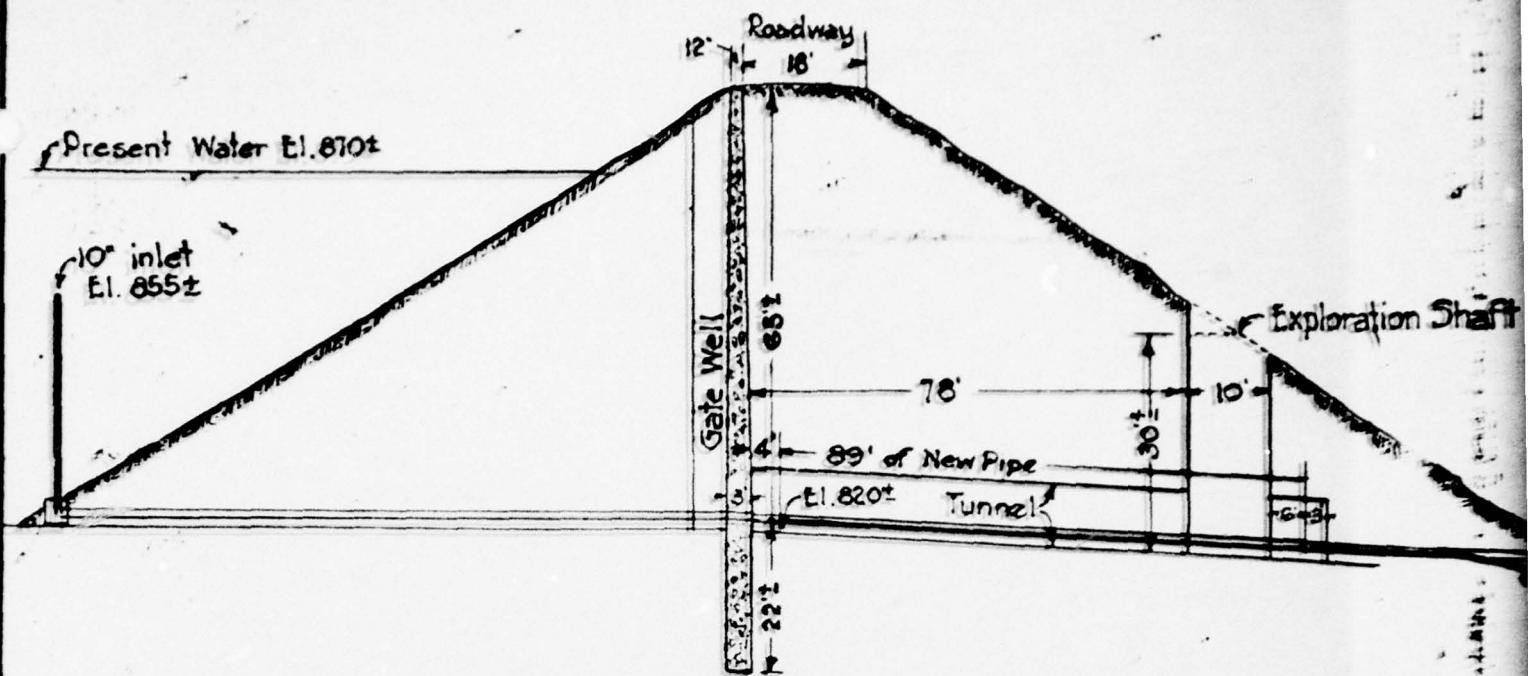 Roadway
12"
18'
Present Water El. 870±
10" inlet
El. 855±
Gate Well
Exploration Shaft
78'
10'
30'±
4'
89' of New Pipe
3'
El. 820±
Tunnel
22'±